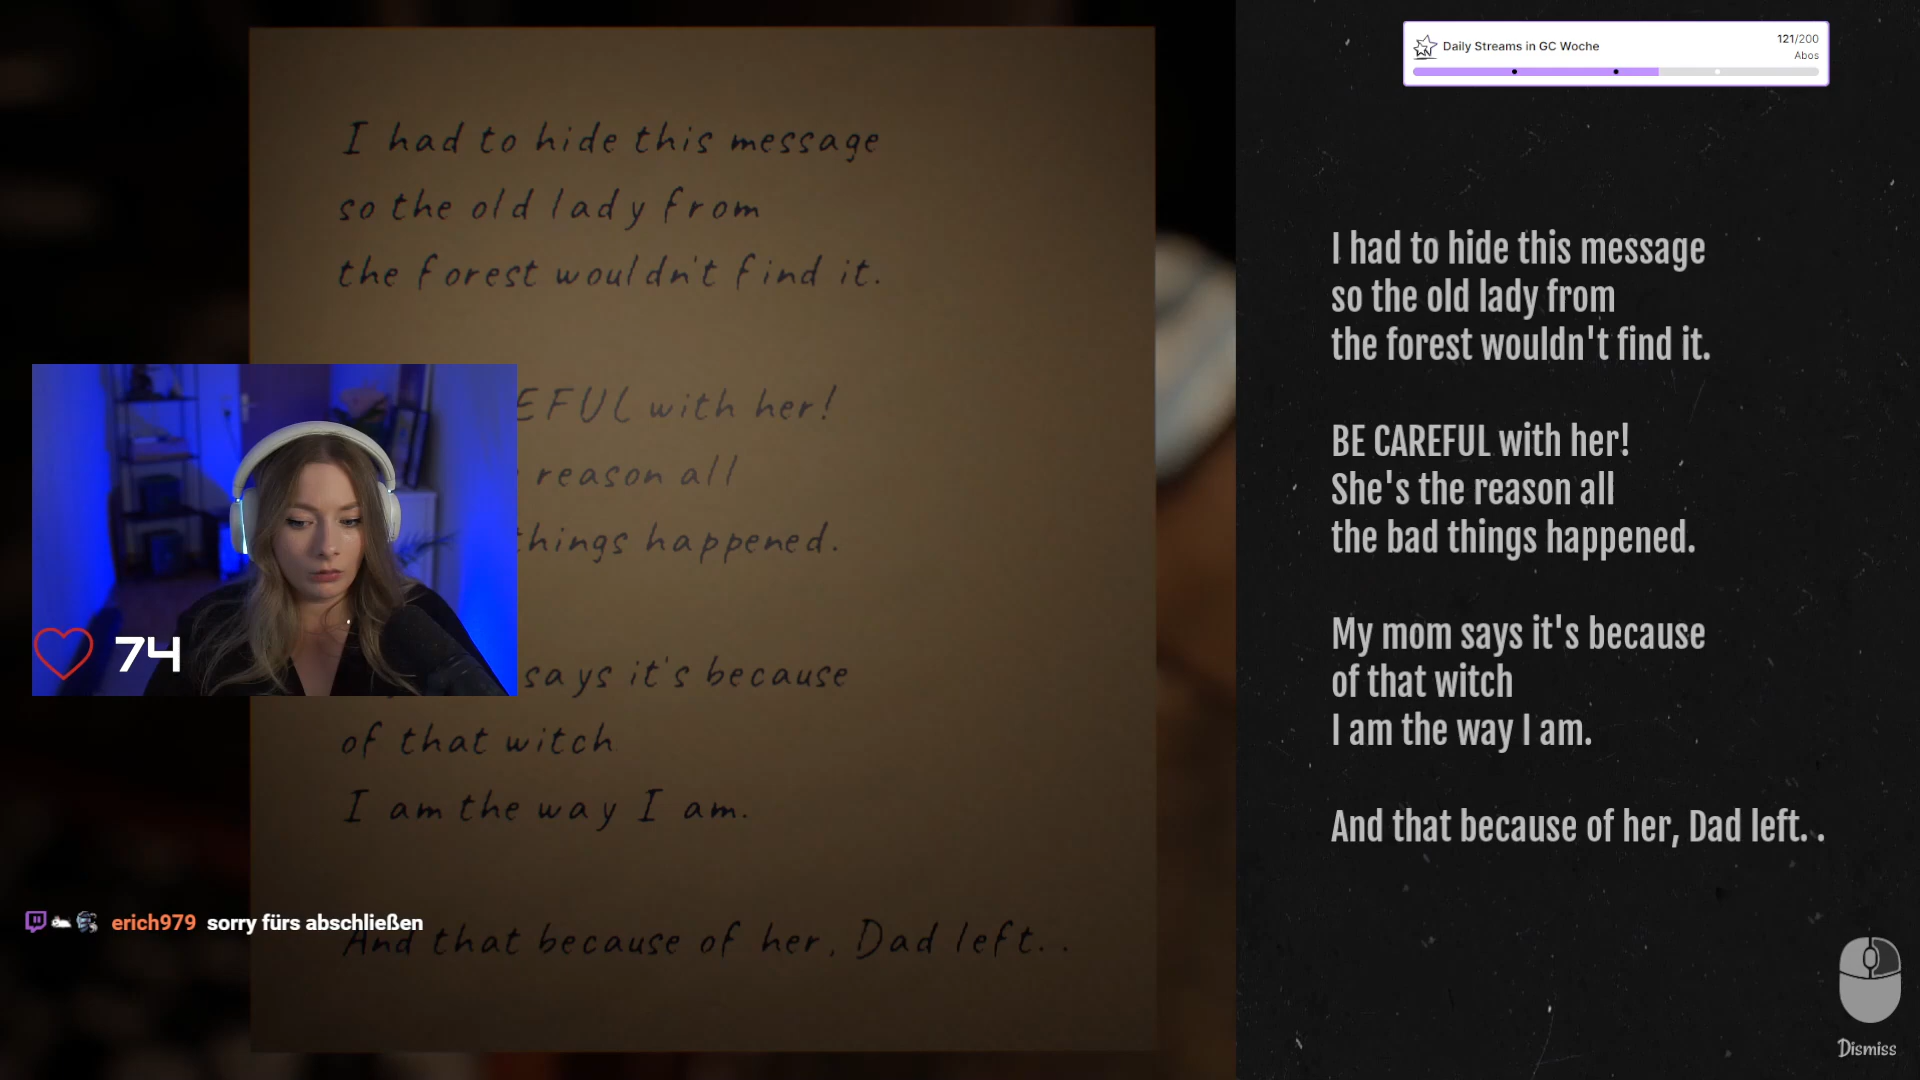 I had to hide this message
so the old lady from
the forest wouldn't find it.
EFUL with her!
reason all
things happened.
says it's because
of that witch
I am the way I am.
And that because of her, Dad left. .
74
erich979 sorry fürs abschließen
Daily Streams in GC Woche
121/200
Abos
I had to hide this message
so the old lady from
the forest wouldn't find it.
BE CAREFUL with her!
She's the reason all
the bad things happened.
My mom says it's because
of that witch
I am the way I am.
And that because of her, Dad left. .
Dismiss